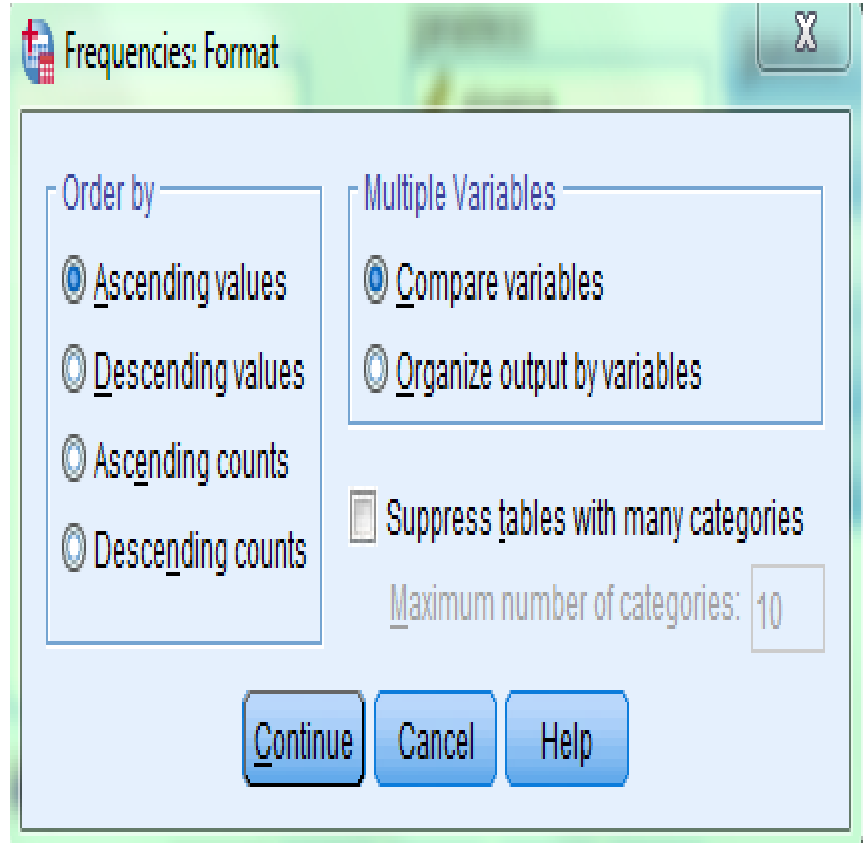 Frequencies: Format
Order by
Ascending values
Descending values
Ascending counts
Descending counts
Multiple Variables
Compare variables
Organize output by variables
Suppress tables with many categories
Maximum number of categories: 10
Continue Cancel Help